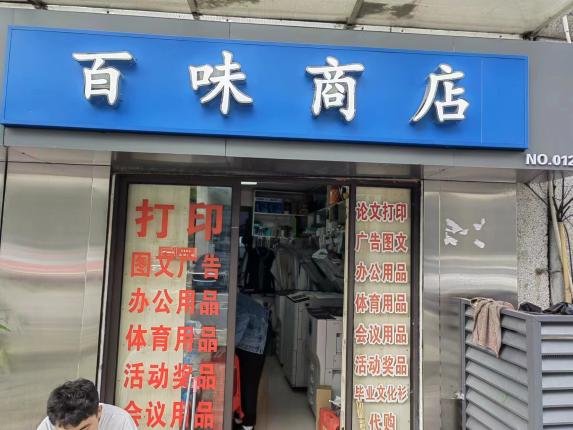 百味商店
NO.012
打印
图文广告
办公用品
体育用品
活动奖品
会议用品
论文打印
广告图文
办公用品
体育用品
会议用品
活动奖品
毕业文化衫
代购